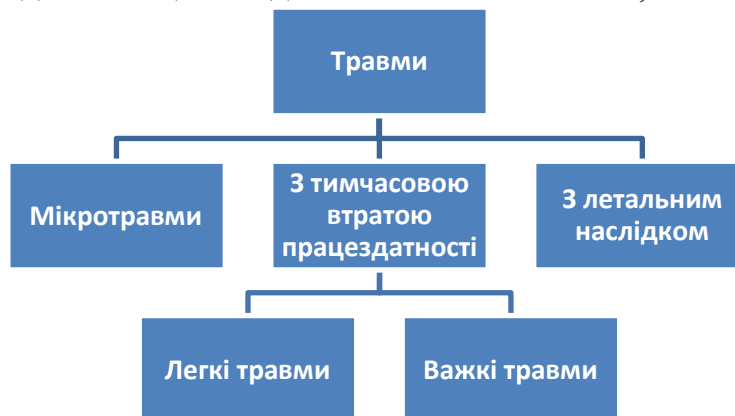 Травми
Мікротравми
З тимчасовою
втратою
працездатності
З летальним
наслідком
Легкі травми
Важкі травми